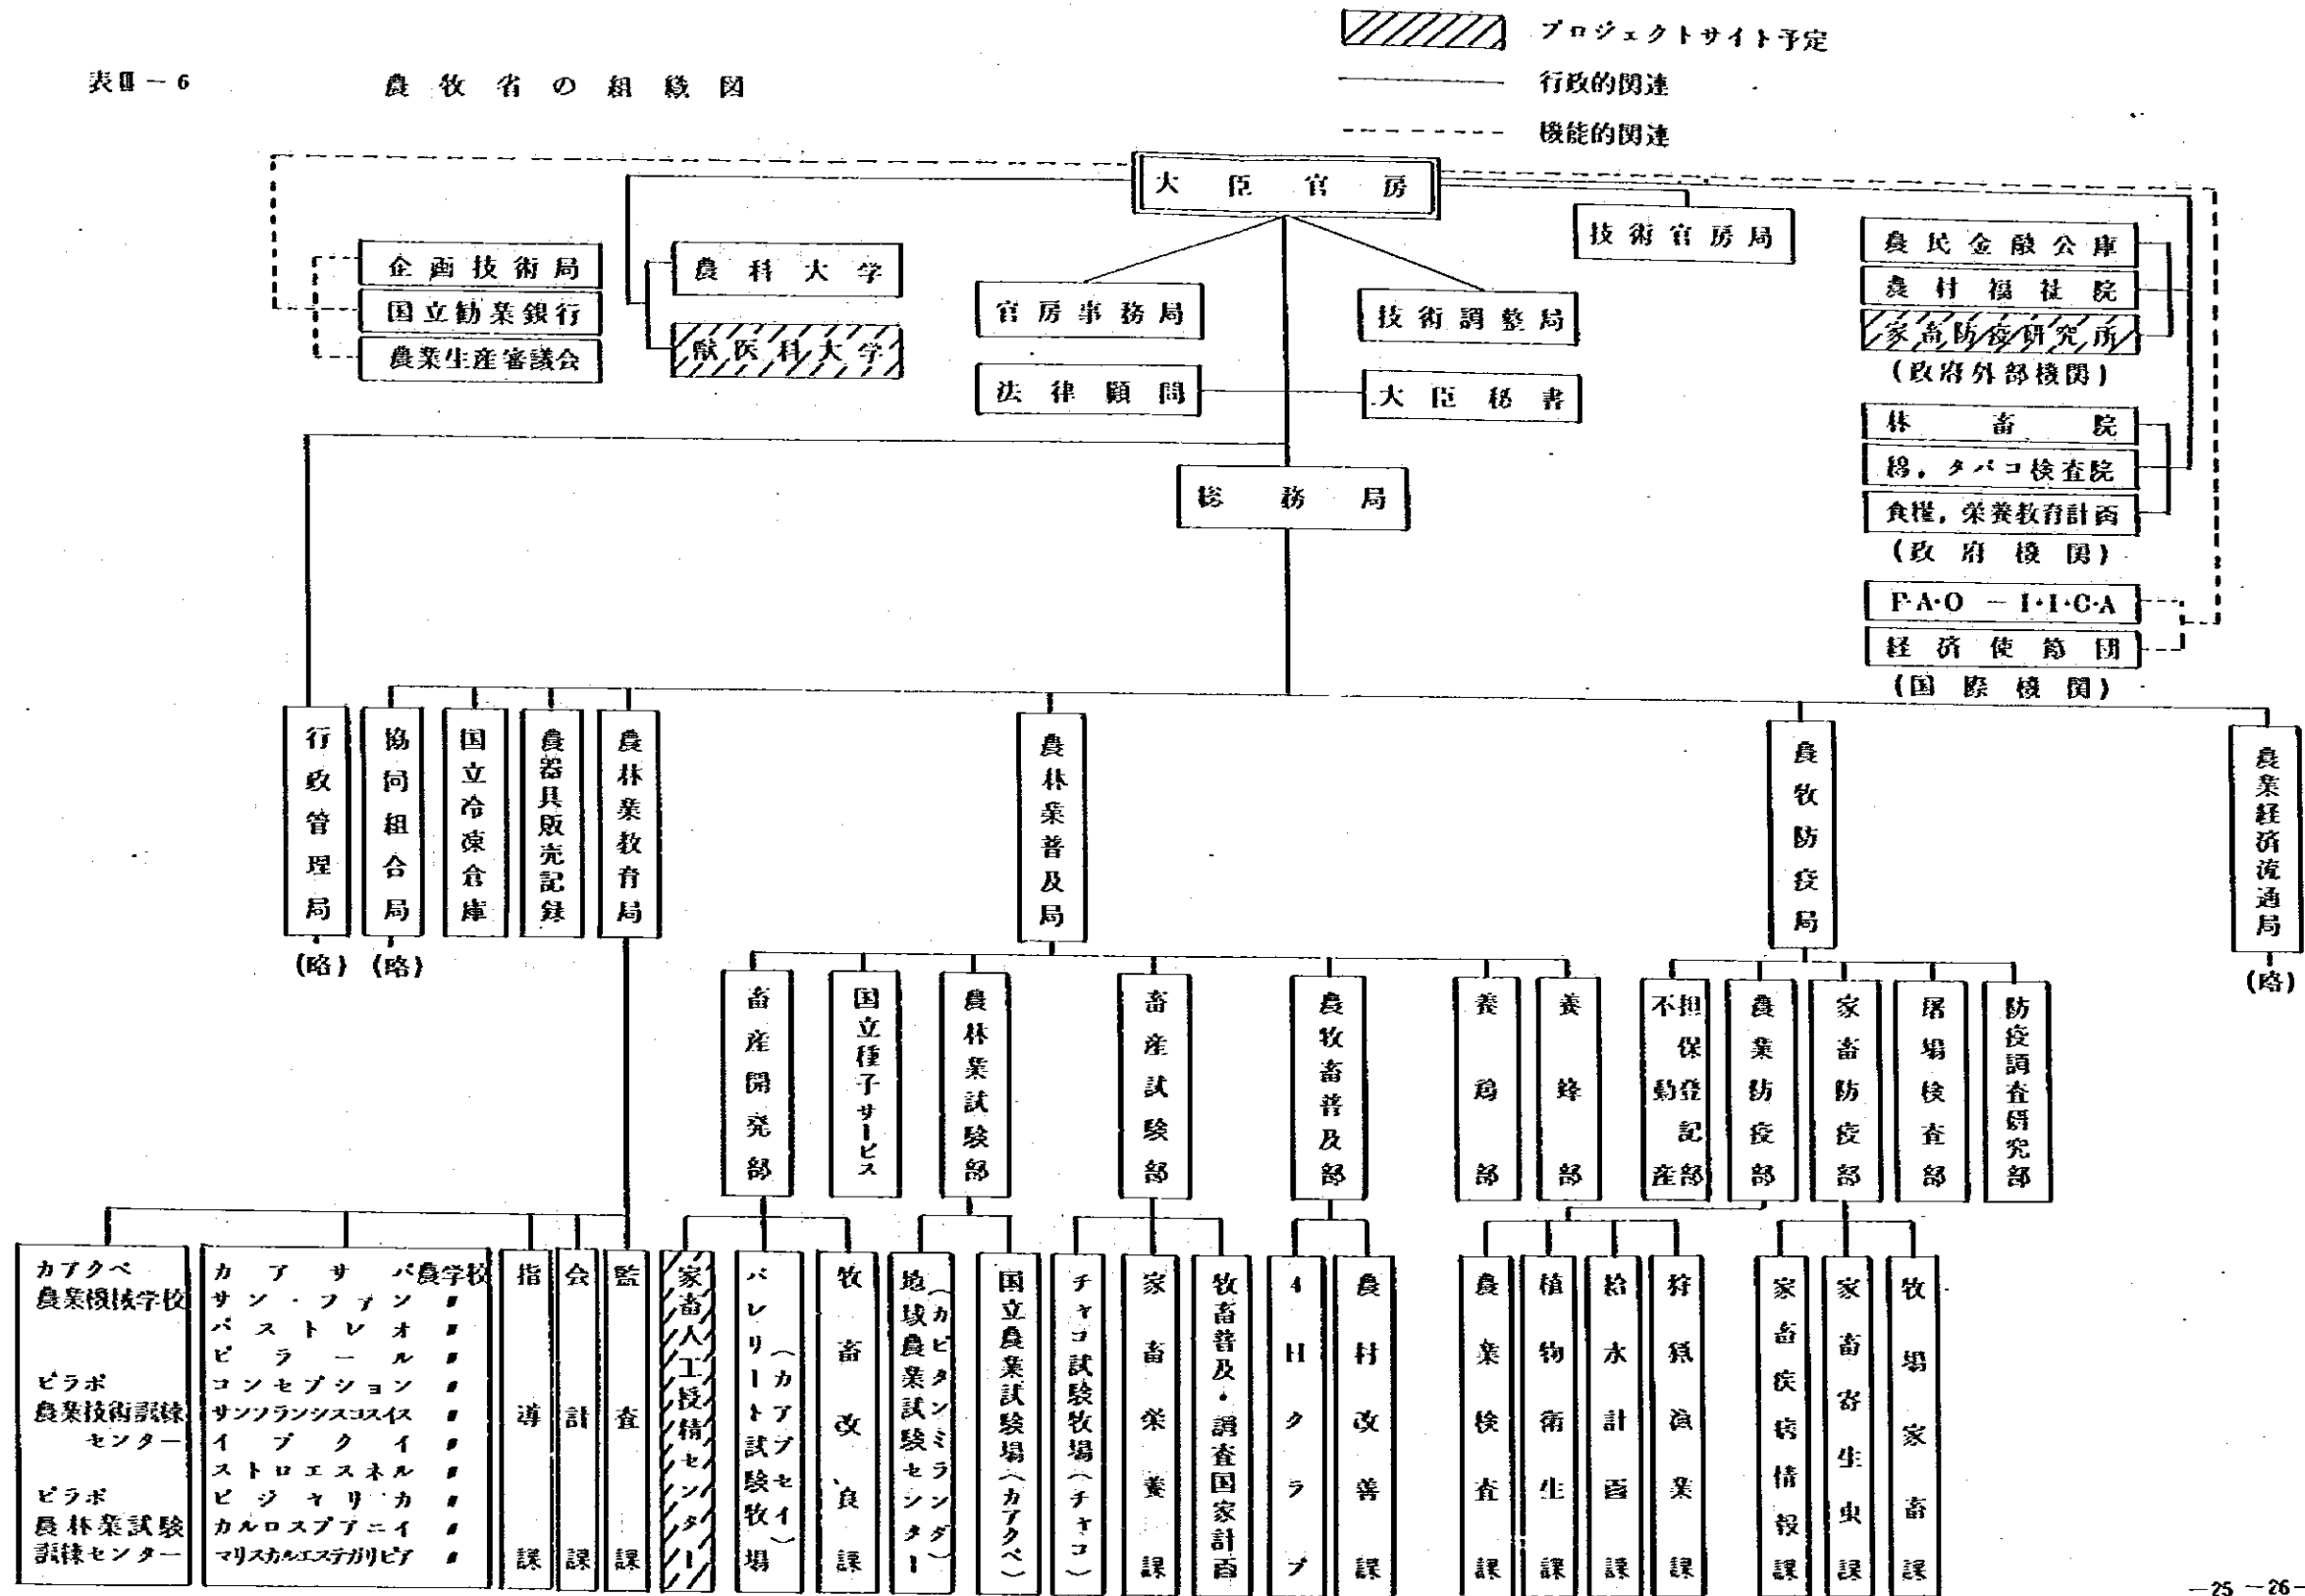 プロジェクトサイト予定
行政的関連
機能的関連
表Ⅲ－6
農牧省の組織図
大臣官房
技術官房局
企画技術局
国立勧業銀行
農業生産審議会
農科大学
獣医科大学
官房事務局
技術調整局
法律顧問
大臣秘書
農民金融公庫
農村福祉院
家畜防疫研究所
(政府外部機関)
林畜院
綿，タバコ検査院
食糧，栄養教育計画
(政府機関)
F・A・O － I・I・C・A
経済使節団
(国際機関)
総務局
行政管理局
(略)
協同組合局
(略)
国立冷凍倉庫
農器具販売記録
農林業教育局
農林業普及局
農牧防疫局
農業経済流通局
(略)
畜産開発部
国立種子サービス
農林業試験部
畜産試験部
農牧畜普及部
養鶏部
養蜂部
不動産
担保登記部
農業防疫部
家畜防疫部
屠場検査部
防疫調査研究部
カアクペ
農業機械学校
ピラポ
農業技術訓練
センター
ピラポ
農林業試験
訓練センター
カアサパ農学校
サン・ファン 〃
パストレオ 〃
ピラール 〃
コンセプション 〃
サンフランシスコスイス 〃
イブクイ 〃
ストロエスネル 〃
ビジャリカ 〃
カルロスプアニイ 〃
マリスカルエステガリビア 〃
指導課
会計課
監査課
家畜人工授精センター
バレリート試験牧場
(カアプセイ)
牧畜改良課
地域農業試験センター
(カピタンミランダ)
国立農業試験場(カアクペ)
チャコ試験牧場(チャコ)
家畜栄養課
牧畜普及・調査国家計画
4Hクラブ
農村改善課
農業検査課
植物衛生課
給水計画課
狩猟漁業課
家畜疾病情報課
家畜寄生虫課
牧場家畜課
－25－26－